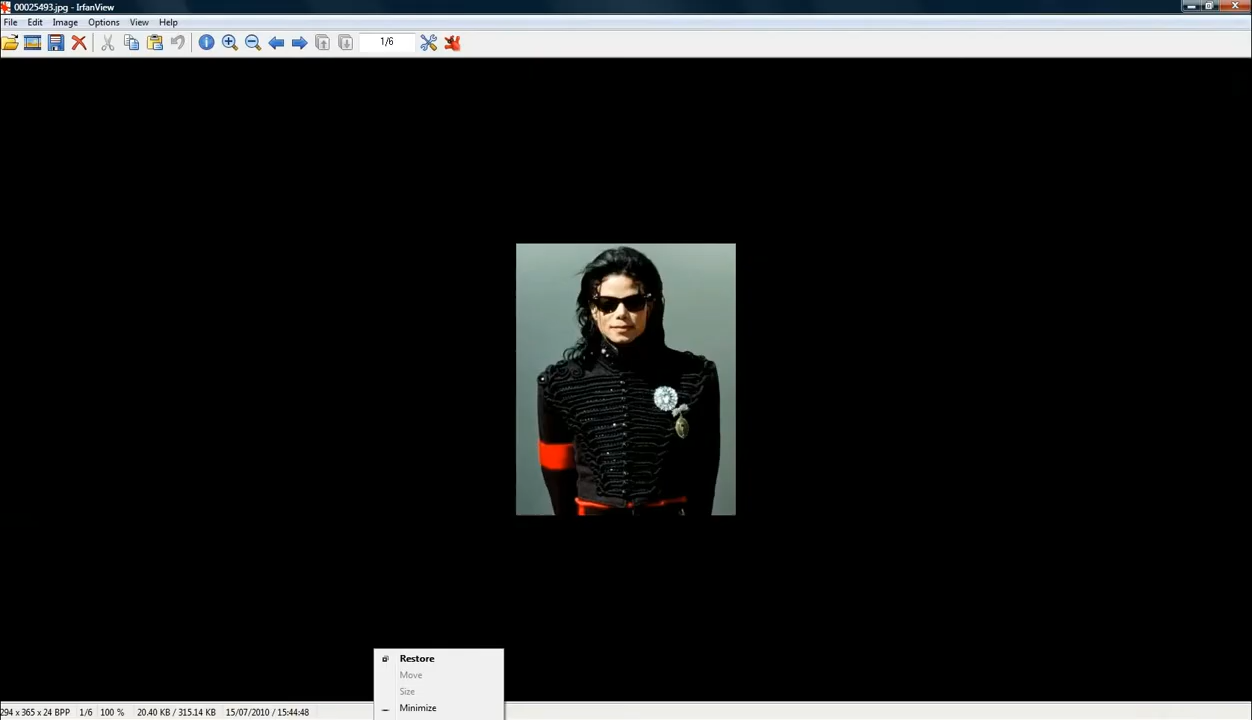 00025493.jpg - IrfanView
File Edit Image Options View Help
1/6
Restore
Move
Size
Minimize
294 x 365 x 24 BPP 1/6 100 % 20.40 KB / 315.14 KB 15/07/2010 / 15:44:48